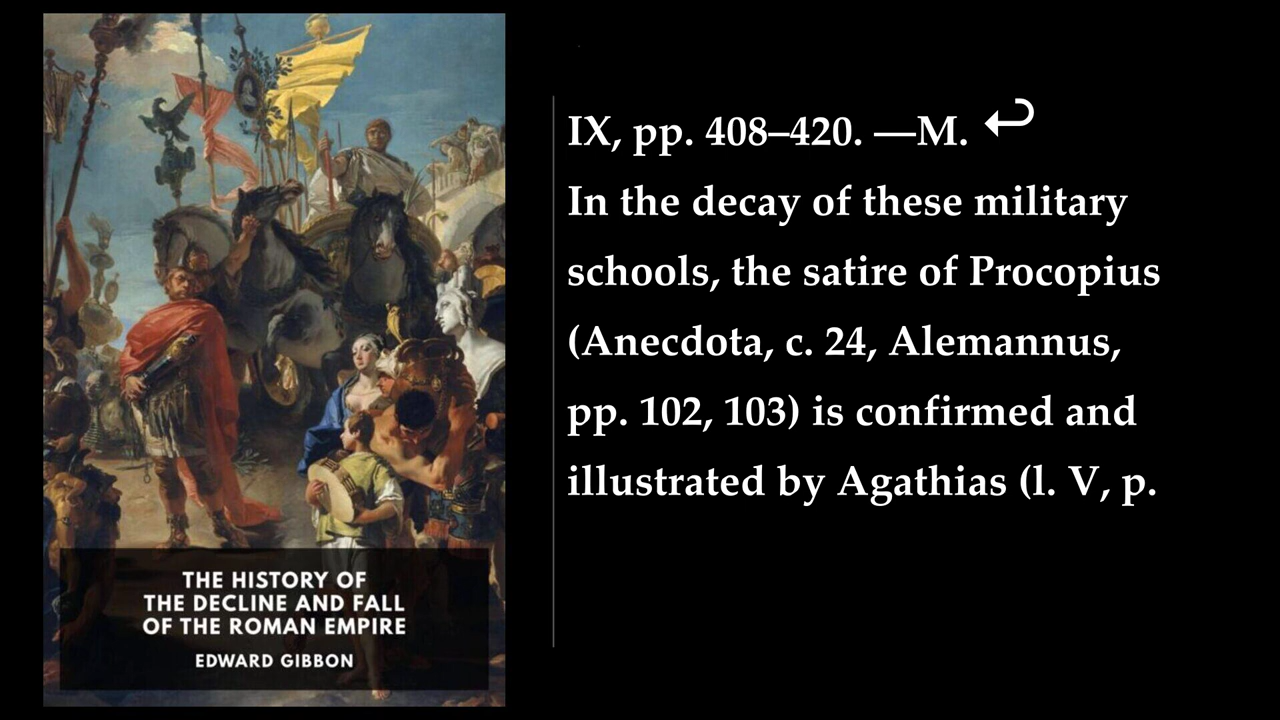 THE HISTORY OF
THE DECLINE AND FALL
OF THE ROMAN EMPIRE
EDWARD GIBBON
IX, pp. 408–420. —M. ↩
In the decay of these military
schools, the satire of Procopius
(Anecdota, c. 24, Alemannus,
pp. 102, 103) is confirmed and
illustrated by Agathias (l. V, p.